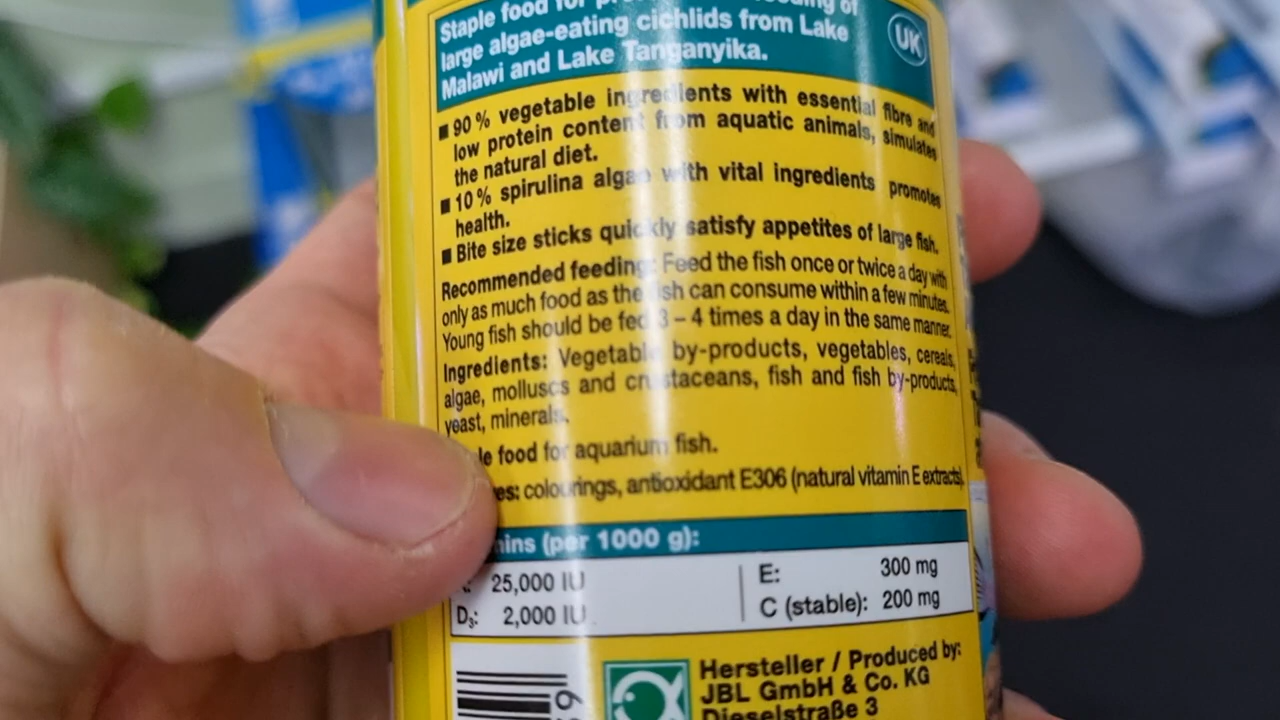 Staple food for feeding of
large algae-eating cichlids from Lake
Malawi and Lake Tanganyika.
UK
■ 90 % vegetable ingredients with essential fibre and
low protein content from aquatic animals, simulates
the natural diet.
■ 10 % spirulina algae with vital ingredients promotes
health.
■ Bite size sticks quickly satisfy appetites of large fish.
Recommended feeding: Feed the fish once or twice a day with
only as much food as the fish can consume within a few minutes.
Young fish should be fed 3 – 4 times a day in the same manner.
Ingredients: Vegetable by-products, vegetables, cereals,
algae, molluscs and crustaceans, fish and fish by-products,
yeast, minerals.
food for aquarium fish.
colourings, antioxidant E306 (natural vitamin E extracts).
(per 1000 g):
25,000 IU
E: 300 mg
D₃: 2,000 IU
C (stable): 200 mg
Hersteller / Produced by:
JBL GmbH & Co. KG
Dieselstraße 3